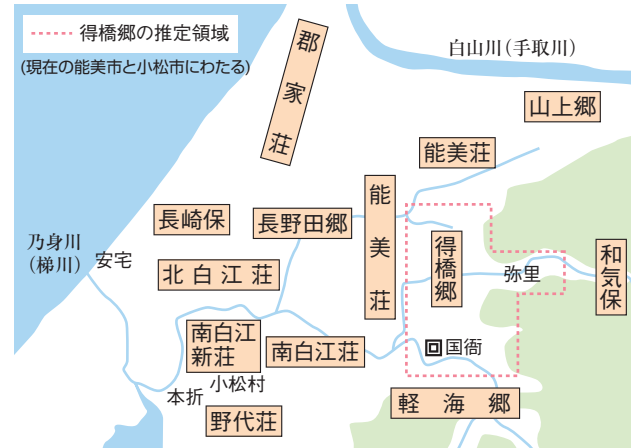 得橋郷の推定領域
(現在の能美市と小松市にわたる)
白山川(手取川)
郡家荘
山上郷
能美荘
能美荘
長崎保
長野田郷
得橋郷
和気保
乃身川
(梯川)
安宅
北白江荘
弥里
南白江
新荘
南白江荘
国衙
小松村
本折
野代荘
軽海郷